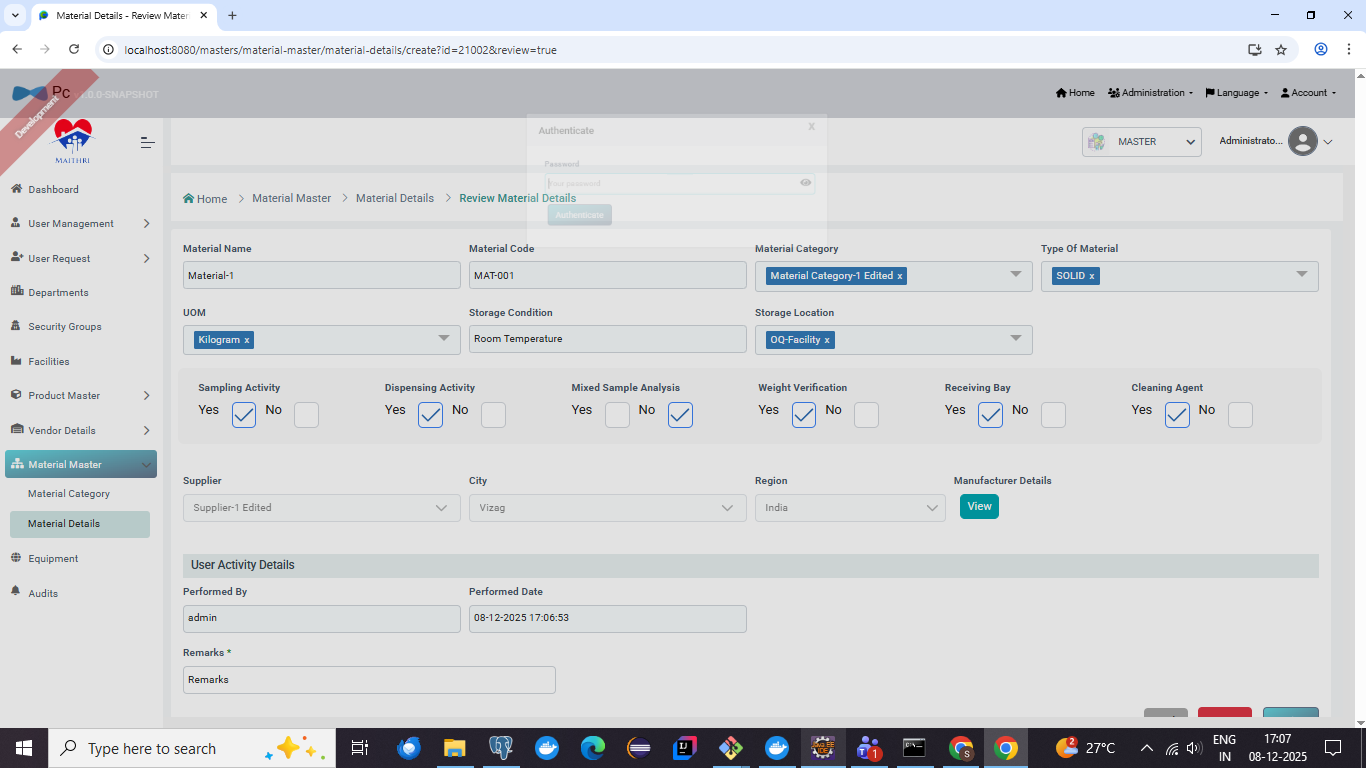 Material Details - Review Mater
localhost:8080/masters/material-master/material-details/create?id=21002&review=true
Development
Pc
v1.0.0-SNAPSHOT
Home
Administration
Language
Account
MAITHRI
Authenticate
X
MASTER
Administrato...
Password
Your password
Authenticate
Dashboard
User Management
User Request
Departments
Security Groups
Facilities
Product Master
Vendor Details
Material Master
Material Category
Material Details
Equipment
Audits
Home > Material Master > Material Details > Review Material Details
Material Name
Material Code
Material Category
Type Of Material
Material-1
MAT-001
Material Category-1 Edited x
SOLID x
UOM
Storage Condition
Storage Location
Kilogram x
Room Temperature
OQ-Facility x
Sampling Activity
Dispensing Activity
Mixed Sample Analysis
Weight Verification
Receiving Bay
Cleaning Agent
Yes No
Yes No
Yes No
Yes No
Yes No
Yes No
Supplier
City
Region
Manufacturer Details
Supplier-1 Edited
Vizag
India
View
User Activity Details
Performed By
Performed Date
admin
08-12-2025 17:06:53
Remarks *
Remarks
Type here to search
27°C
ENG
IN
17:07
08-12-2025